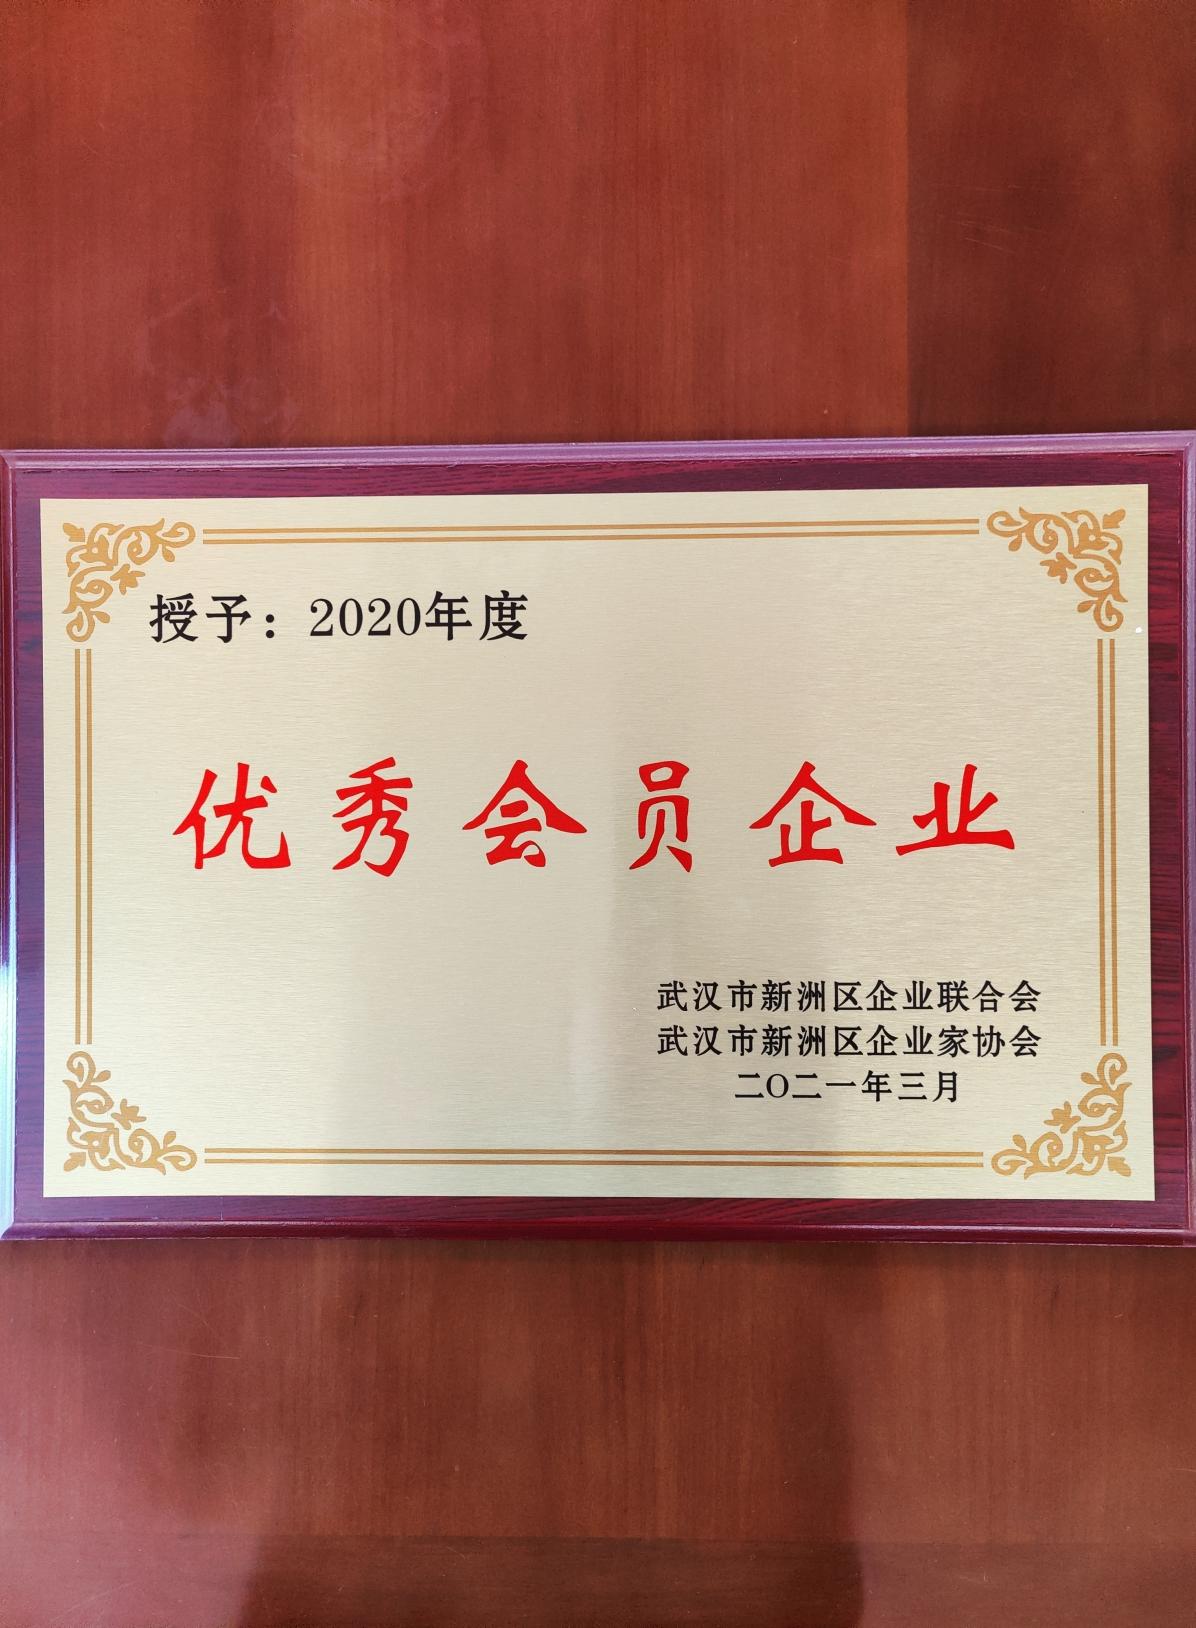 授予：2020年度
优秀会员企业
武汉市新洲区企业联合会
武汉市新洲区企业家协会
二〇二一年三月